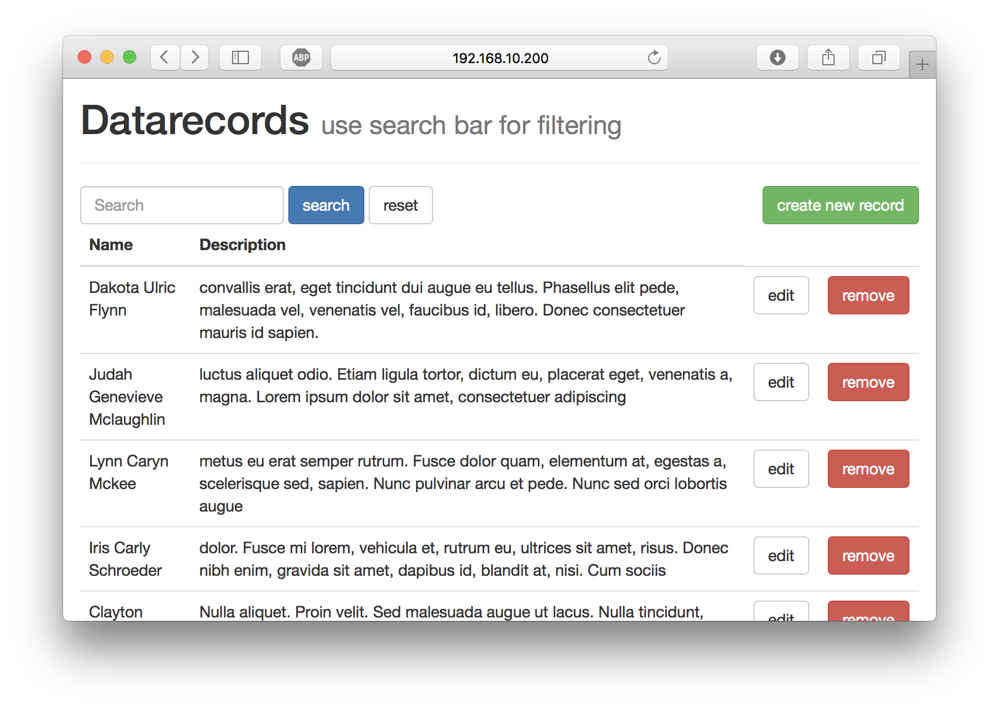 ABP
192.168.10.200
Datarecords use search bar for filtering
Search search reset create new record
Name Description
Dakota Ulric Flynn
convallis erat, eget tincidunt dui augue eu tellus. Phasellus elit pede,
malesuada vel, venenatis vel, faucibus id, libero. Donec consectetuer
mauris id sapien.
edit remove
Judah Genevieve Mclaughlin
luctus aliquet odio. Etiam ligula tortor, dictum eu, placerat eget, venenatis a,
magna. Lorem ipsum dolor sit amet, consectetuer adipiscing
edit remove
Lynn Caryn Mckee
metus eu erat semper rutrum. Fusce dolor quam, elementum at, egestas a,
scelerisque sed, sapien. Nunc pulvinar arcu et pede. Nunc sed orci lobortis
augue
edit remove
Iris Carly Schroeder
dolor. Fusce mi lorem, vehicula et, rutrum eu, ultrices sit amet, risus. Donec
nibh enim, gravida sit amet, dapibus id, blandit at, nisi. Cum sociis
edit remove
Clayton
Nulla aliquet. Proin velit. Sed malesuada augue ut lacus. Nulla tincidunt,
edit remove